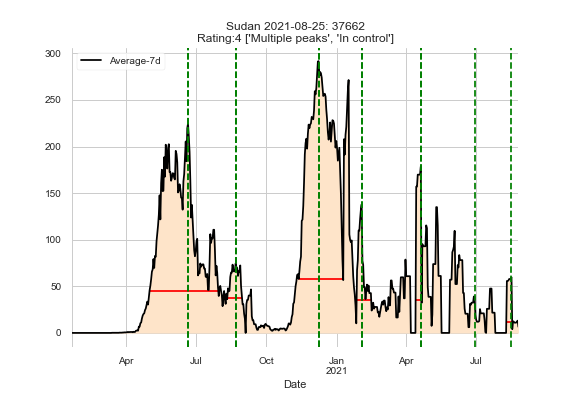 Sudan 2021-08-25: 37662
Rating:4 ['Multiple peaks', 'In control']
300
250
200
150
100
50
0
Average-7d
Apr Jul Oct Jan Apr Jul
2021
Date